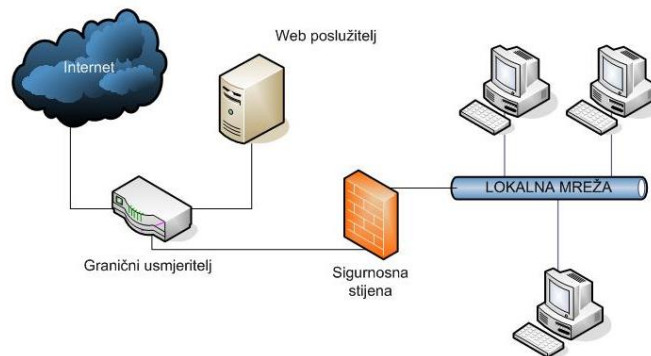 Internet
Web poslužitelj
LOKALNA MREŽA
Granični usmjeritelj
Sigurnosna
stijena